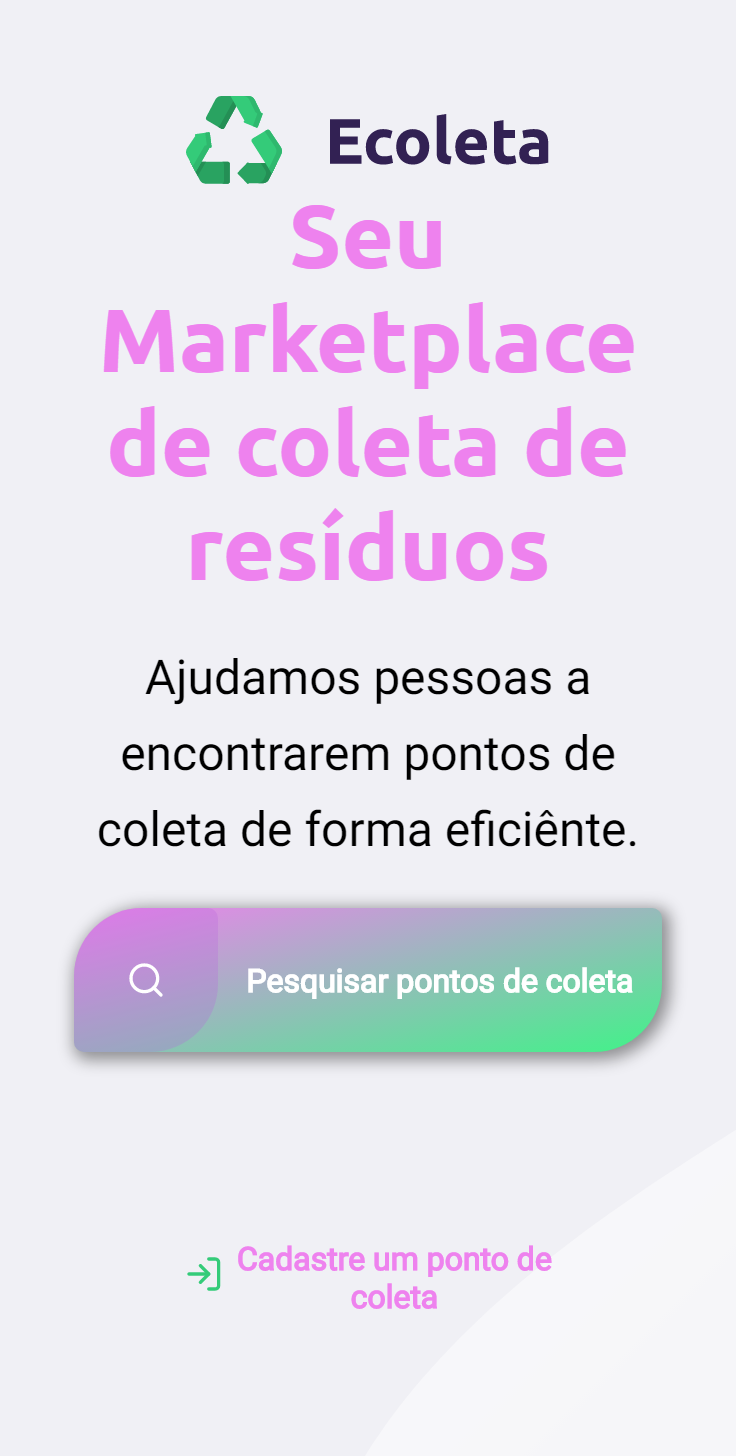 Ecoleta
Seu
Marketplace
de coleta de
resíduos
Ajudamos pessoas a
encontrarem pontos de
coleta de forma eficiênte.
Pesquisar pontos de coleta
Cadastre um ponto de
coleta